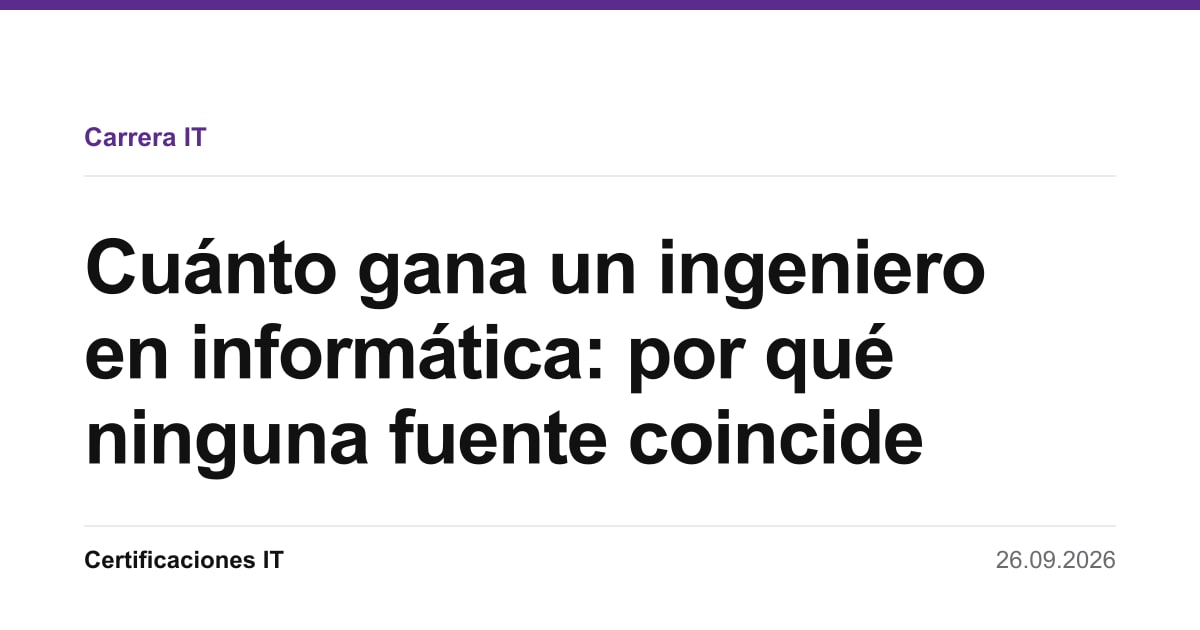 Carrera IT
Cuánto gana un ingeniero
en informática: por qué
ninguna fuente coincide
Certificaciones IT
26.09.2026